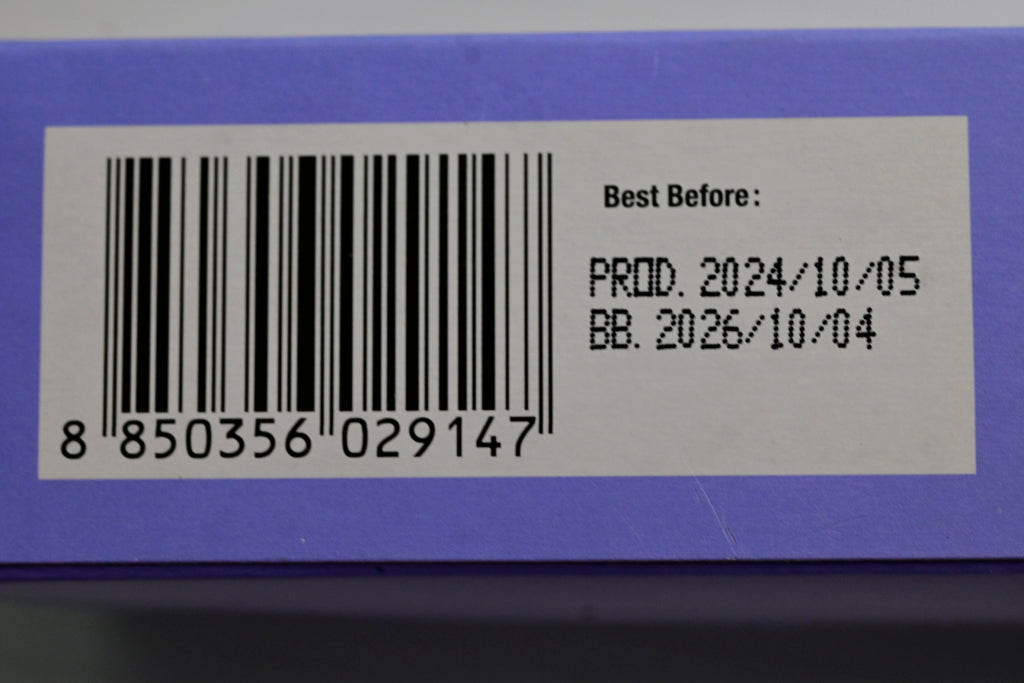 Best Before:
PROD. 2024/10/05
BB. 2026/10/04
8 850356 029147